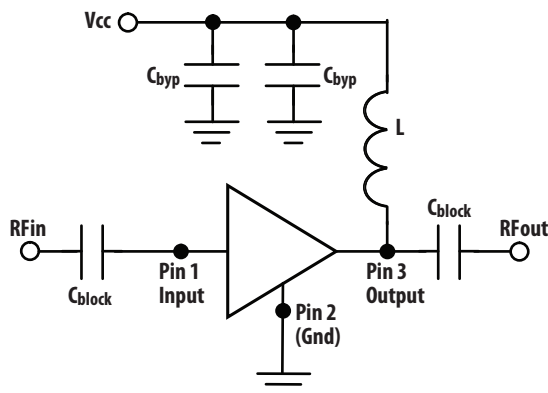 Vcc
Cbyp
Cbyp
L
RFin
Cblock
Pin 1
Input
Pin 2
(Gnd)
Pin 3
Output
Cblock
RFout